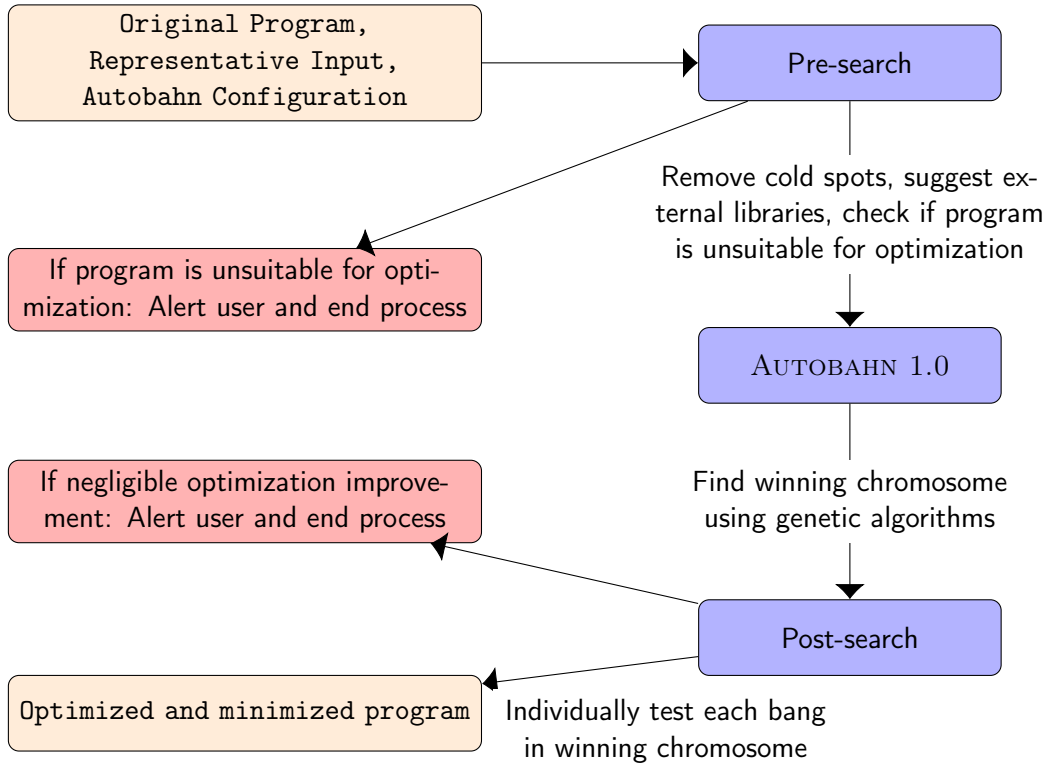 Original Program,
Representative Input,
Autobahn Configuration
Pre-search
Remove cold spots, suggest ex-
ternal libraries, check if program
is unsuitable for optimization
If program is unsuitable for opti-
mization: Alert user and end process
AUTOBAHN 1.0
If negligible optimization improve-
ment: Alert user and end process
Find winning chromosome
using genetic algorithms
Post-search
Optimized and minimized program
Individually test each bang
in winning chromosome